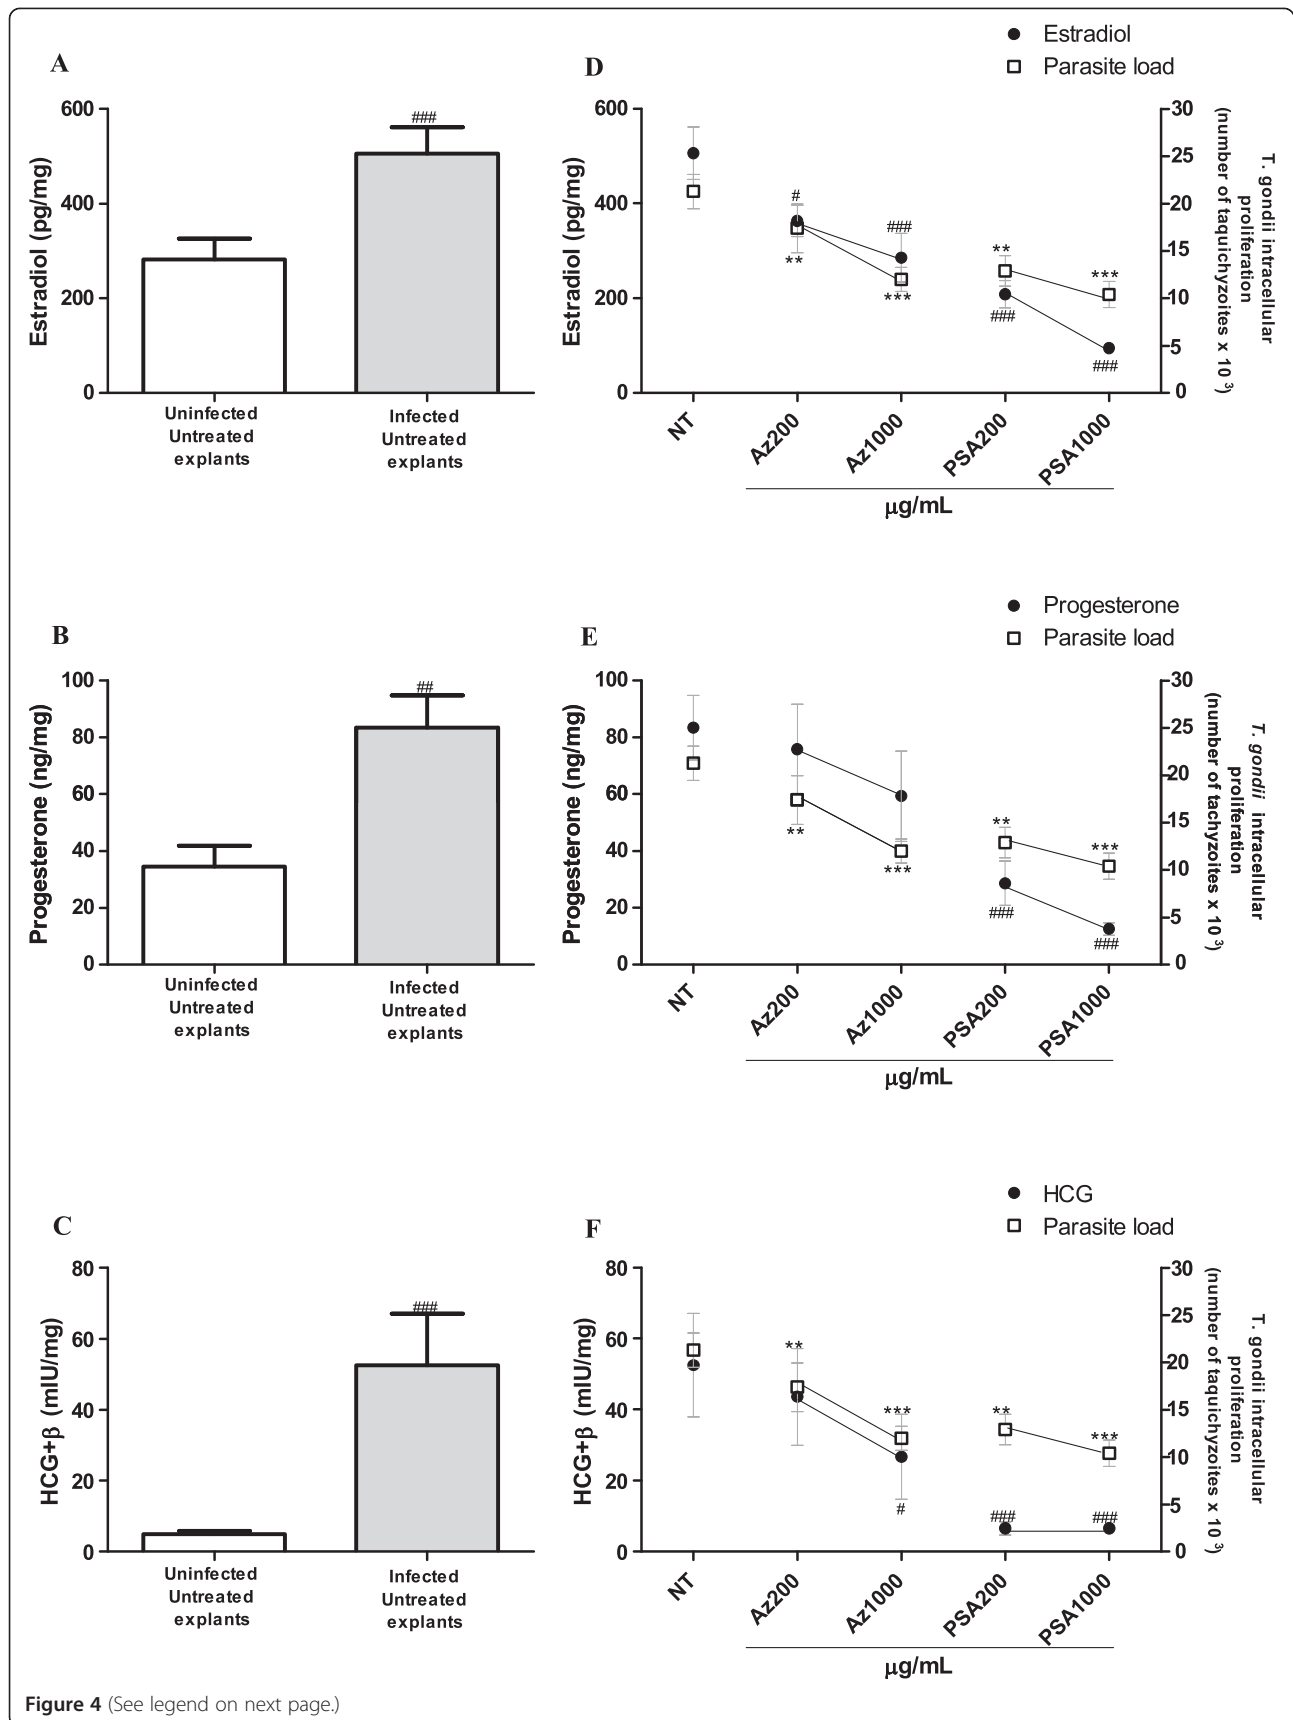 A
Estradiol (pg/mg)
600
400
200
0
###
Uninfected
Untreated
explants
Infected
Untreated
explants
D
Estradiol
Parasite load
Estradiol (pg/mg)
600
400
200
0
#
**
###
***
**
###
***
###
30
25
20
15
10
5
0
T. gondii intracellular
proliferation
(number of taquichyzoites x 10³)
NT
Az200
Az1000
PSA200
PSA1000
µg/mL
B
Progesterone (ng/mg)
100
80
60
40
20
0
##
Uninfected
Untreated
explants
Infected
Untreated
explants
E
Progesterone
Parasite load
Progesterone (ng/mg)
100
80
60
40
20
0
**
***
**
###
***
###
30
25
20
15
10
5
0
T. gondii intracellular
proliferation
(number of tachyzoites x 10³)
NT
Az200
Az1000
PSA200
PSA1000
µg/mL
C
HCG+β (mIU/mg)
80
60
40
20
0
###
Uninfected
Untreated
explants
Infected
Untreated
explants
F
HCG
Parasite load
HCG+β (mIU/mg)
80
60
40
20
0
**
***
#
**
###
***
###
30
25
20
15
10
5
0
T. gondii intracellular
proliferation
(number of taquichyzoites x 10³)
NT
Az200
Az1000
PSA200
PSA1000
µg/mL
Figure 4 (See legend on next page.)